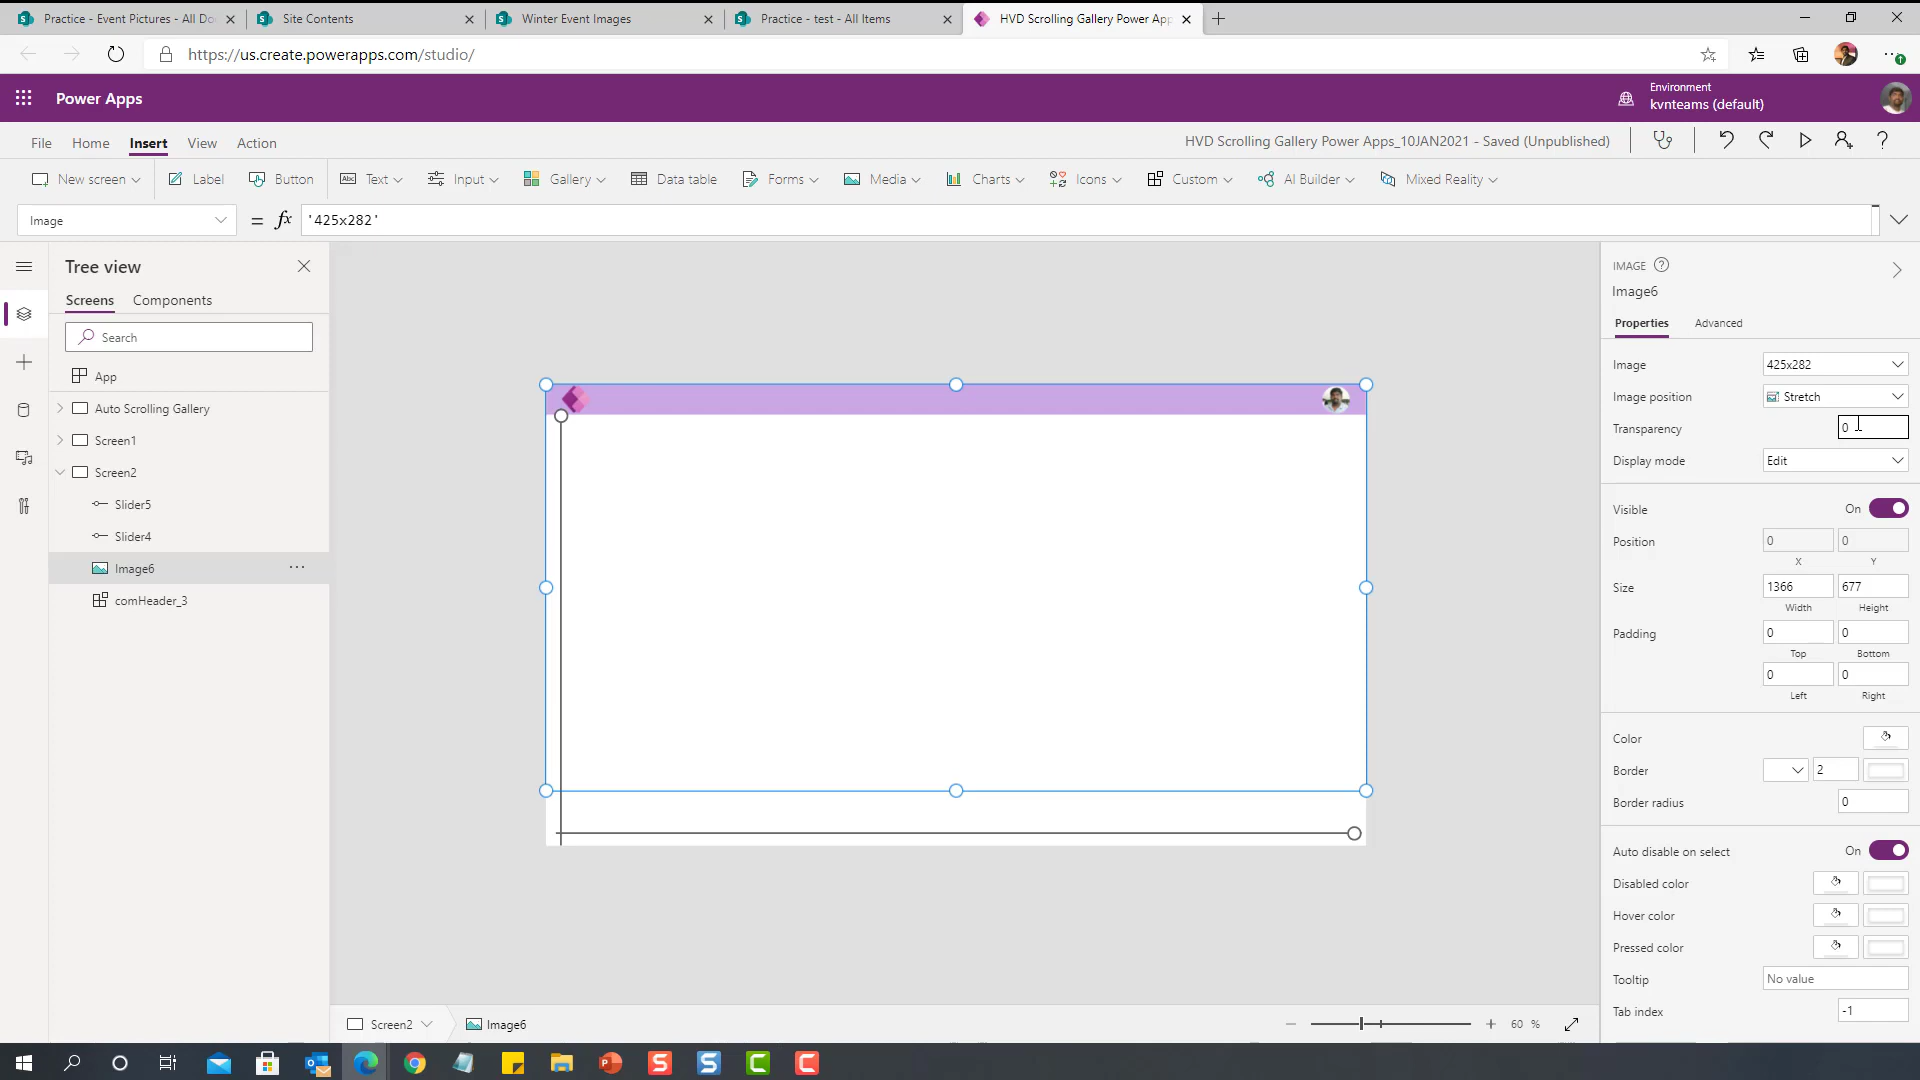 Practice - Event Pictures - All Do
Site Contents
Winter Event Images
Practice - test - All Items
HVD Scrolling Gallery Power App
https://us.create.powerapps.com/studio/
Power Apps
Environment
kvnteams (default)
File Home Insert View Action
HVD Scrolling Gallery Power Apps_10JAN2021 - Saved (Unpublished)
New screen Label Button Text Input Gallery Data table Forms Media Charts Icons Custom AI Builder Mixed Reality
Image = fx '425x282'
Tree view
Screens Components
Search
App
Auto Scrolling Gallery
Screen1
Screen2
Slider5
Slider4
Image6
comHeader_3
IMAGE
Image6
Properties Advanced
Image 425x282
Image position Stretch
Transparency 0
Display mode Edit
Visible On
Position 0 0
X Y
Size 1366 677
Width Height
Padding 0 0
Top Bottom
0 0
Left Right
Color
Border 2
Border radius 0
Auto disable on select On
Disabled color
Hover color
Pressed color
Tooltip No value
Tab index -1
Screen2 Image6
60 %